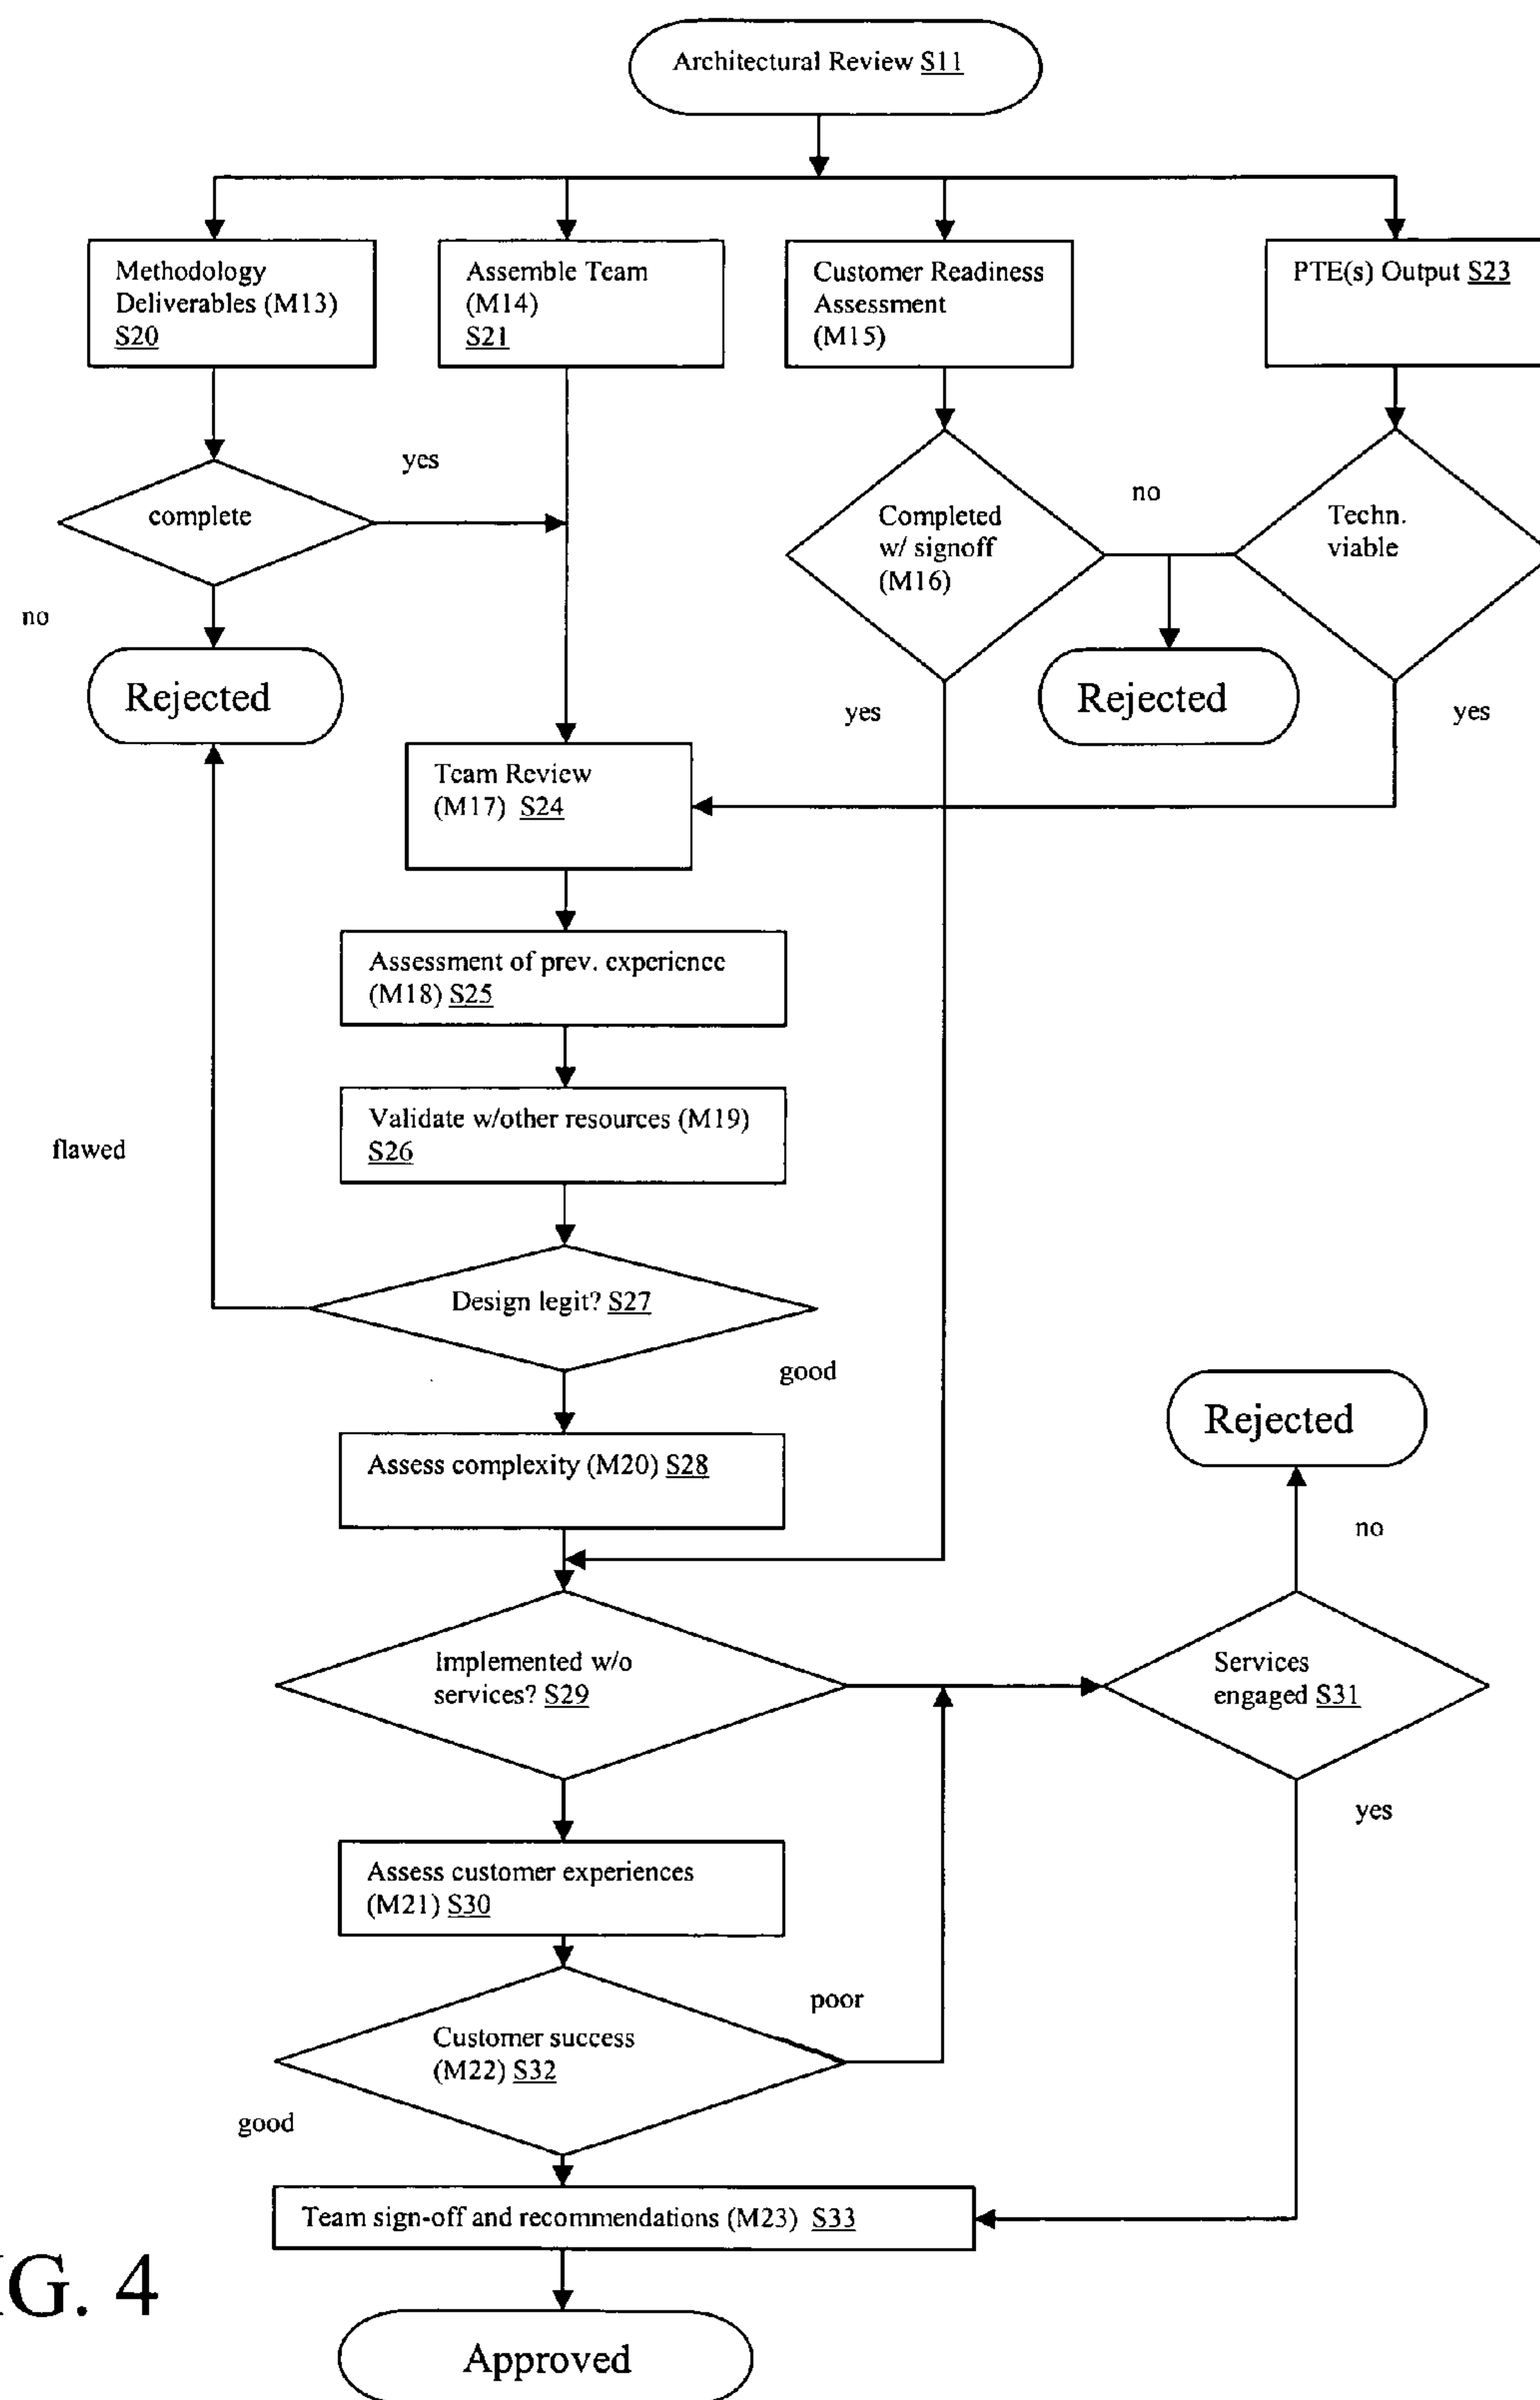 Architectural Review S11
Methodology
Deliverables (M13)
S20
Assemble Team
(M14)
S21
Customer Readiness
Assessment
(M15)
PTE(s) Output S23
yes
complete
no
Completed
w/ signoff
(M16)
Techn.
viable
no
Rejected
Rejected
yes
yes
Team Review
(M17) S24
Assessment of prev. experience
(M18) S25
Validate w/other resources (M19)
S26
flawed
Design legit? S27
good
Rejected
Assess complexity (M20) S28
no
Implemented w/o
services? S29
Services
engaged S31
yes
Assess customer experiences
(M21) S30
poor
Customer success
(M22) S32
good
Team sign-off and recommendations (M23) S33
G. 4
Approved